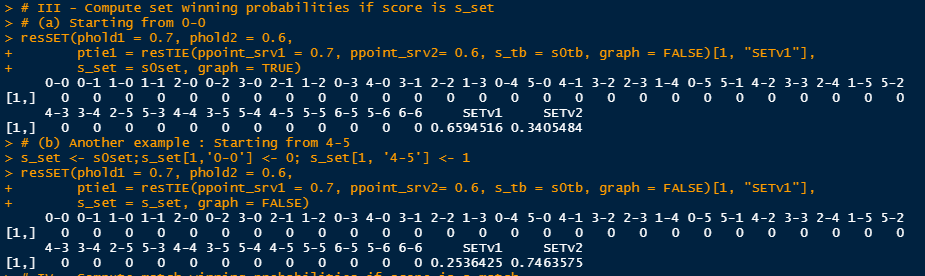 > # III - Compute set winning probabilities if score is s_set
> # (a) Starting from 0-0
> resSET(phold1 = 0.7, phold2 = 0.6,
+        ptie1 = resTIE(ppoint_srv1 = 0.7, ppoint_srv2= 0.6, s_tb = s0tb, graph = FALSE)[1, "SETv1"],
+        s_set = s0set, graph = TRUE)
     0-0 0-1 1-0 1-1 2-0 0-2 3-0 2-1 1-2 0-3 4-0 3-1 2-2 1-3 0-4 5-0 4-1 3-2 2-3 1-4 0-5 5-1 4-2 3-3 2-4 1-5 5-2
[1,]   0   0   0   0   0   0   0   0   0   0   0   0   0   0   0   0   0   0   0   0   0   0   0   0   0   0   0
     4-3 3-4 2-5 5-3 4-4 3-5 5-4 4-5 5-5 6-5 5-6 6-6     SETv1     SETv2
[1,]   0   0   0   0   0   0   0   0   0   0   0   0 0.6594516 0.3405484
> # (b) Another example : Starting from 4-5
> s_set <- s0set;s_set[1,'0-0'] <- 0; s_set[1, '4-5'] <- 1
> resSET(phold1 = 0.7, phold2 = 0.6,
+        ptie1 = resTIE(ppoint_srv1 = 0.7, ppoint_srv2= 0.6, s_tb = s0tb, graph = FALSE)[1, "SETv1"],
+        s_set = s_set, graph = FALSE)
     0-0 0-1 1-0 1-1 2-0 0-2 3-0 2-1 1-2 0-3 4-0 3-1 2-2 1-3 0-4 5-0 4-1 3-2 2-3 1-4 0-5 5-1 4-2 3-3 2-4 1-5 5-2
[1,]   0   0   0   0   0   0   0   0   0   0   0   0   0   0   0   0   0   0   0   0   0   0   0   0   0   0   0
     4-3 3-4 2-5 5-3 4-4 3-5 5-4 4-5 5-5 6-5 5-6 6-6     SETv1     SETv2
[1,]   0   0   0   0   0   0   0   0   0   0   0   0 0.2536425 0.7463575